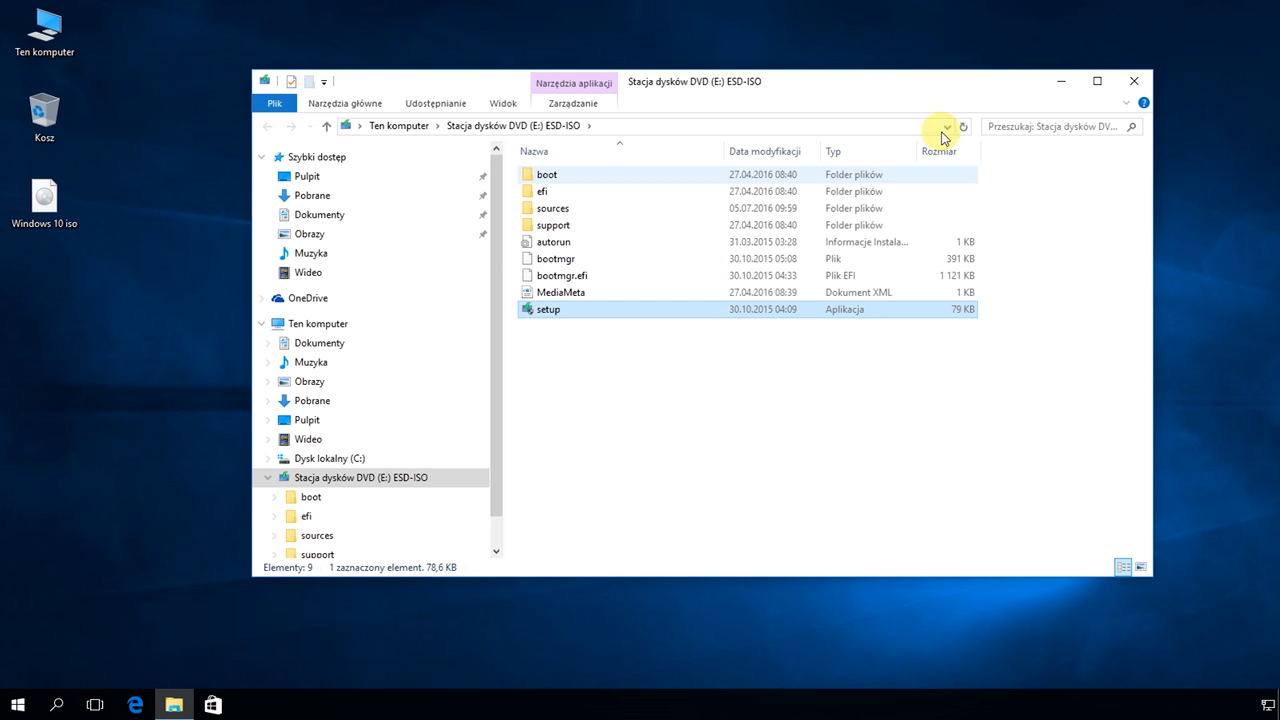 Ten komputer
Kosz
Windows 10 iso
Narzędzia aplikacji
Stacja dysków DVD (E:) ESD-ISO
Plik
Narzędzia główne
Udostępnianie
Widok
Zarządzanie
Ten komputer
Stacja dysków DVD (E:) ESD-ISO
Przeszukaj: Stacja dysków DV...
Szybki dostęp
Pulpit
Pobrane
Dokumenty
Obrazy
Muzyka
Wideo
OneDrive
Ten komputer
Dokumenty
Muzyka
Obrazy
Pobrane
Pulpit
Wideo
Dysk lokalny (C:)
Stacja dysków DVD (E:) ESD-ISO
boot
efi
sources
support
Nazwa Data modyfikacji Typ Rozmiar
boot 27.04.2016 08:40 Folder plików
efi 27.04.2016 08:40 Folder plików
sources 05.07.2016 09:59 Folder plików
support 27.04.2016 08:40 Folder plików
autorun 31.03.2015 03:28 Informacje Instala... 1 KB
bootmgr 30.10.2015 05:08 Plik 391 KB
bootmgr.efi 30.10.2015 04:33 Plik EFI 1 121 KB
MediaMeta 27.04.2016 08:39 Dokument XML 1 KB
setup 30.10.2015 04:09 Aplikacja 79 KB
Elementy: 9 1 zaznaczony element. 78,6 KB